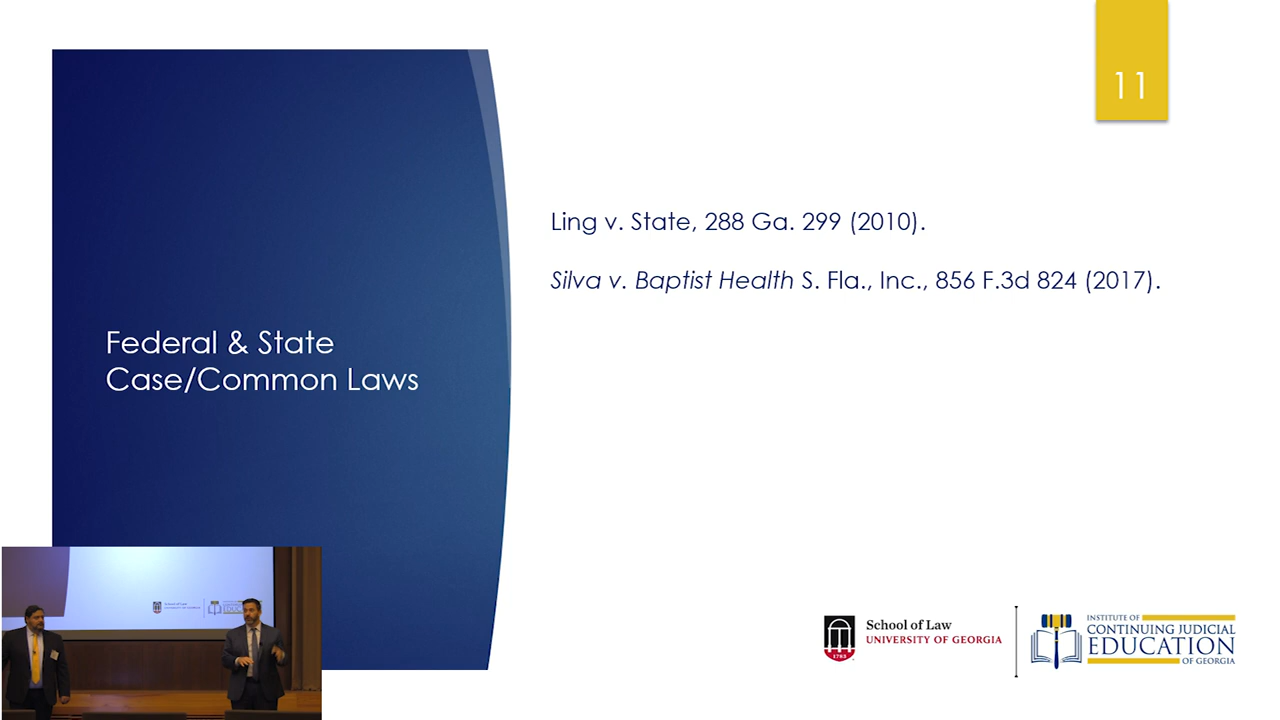 11
Ling v. State, 288 Ga. 299 (2010).
Silva v. Baptist Health S. Fla., Inc., 856 F.3d 824 (2017).
Federal & State
Case/Common Laws
School of Law
UNIVERSITY OF GEORGIA
1785
INSTITUTE OF
CONTINUING JUDICIAL
EDUCATION
OF GEORGIA